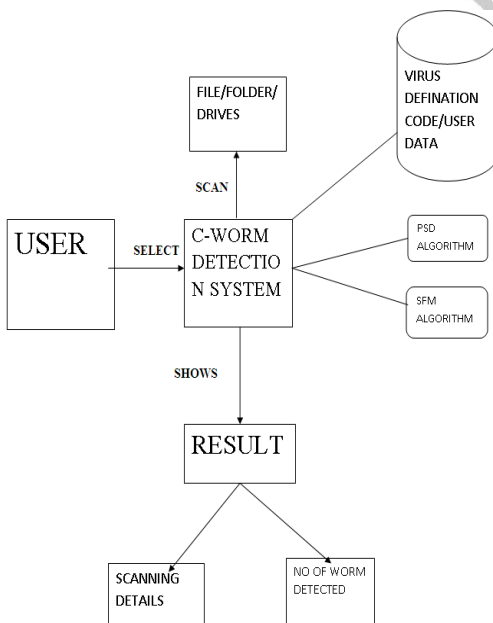 VIRUS
DEFINATION
CODE/USER
DATA
FILE/FOLDER/
DRIVES
SCAN
USER
SELECT
C-WORM
DETECTIO
N SYSTEM
PSD
ALGORITHM
SFM
ALGORITHM
SHOWS
RESULT
SCANNING
DETAILS
NO OF WORM
DETECTED